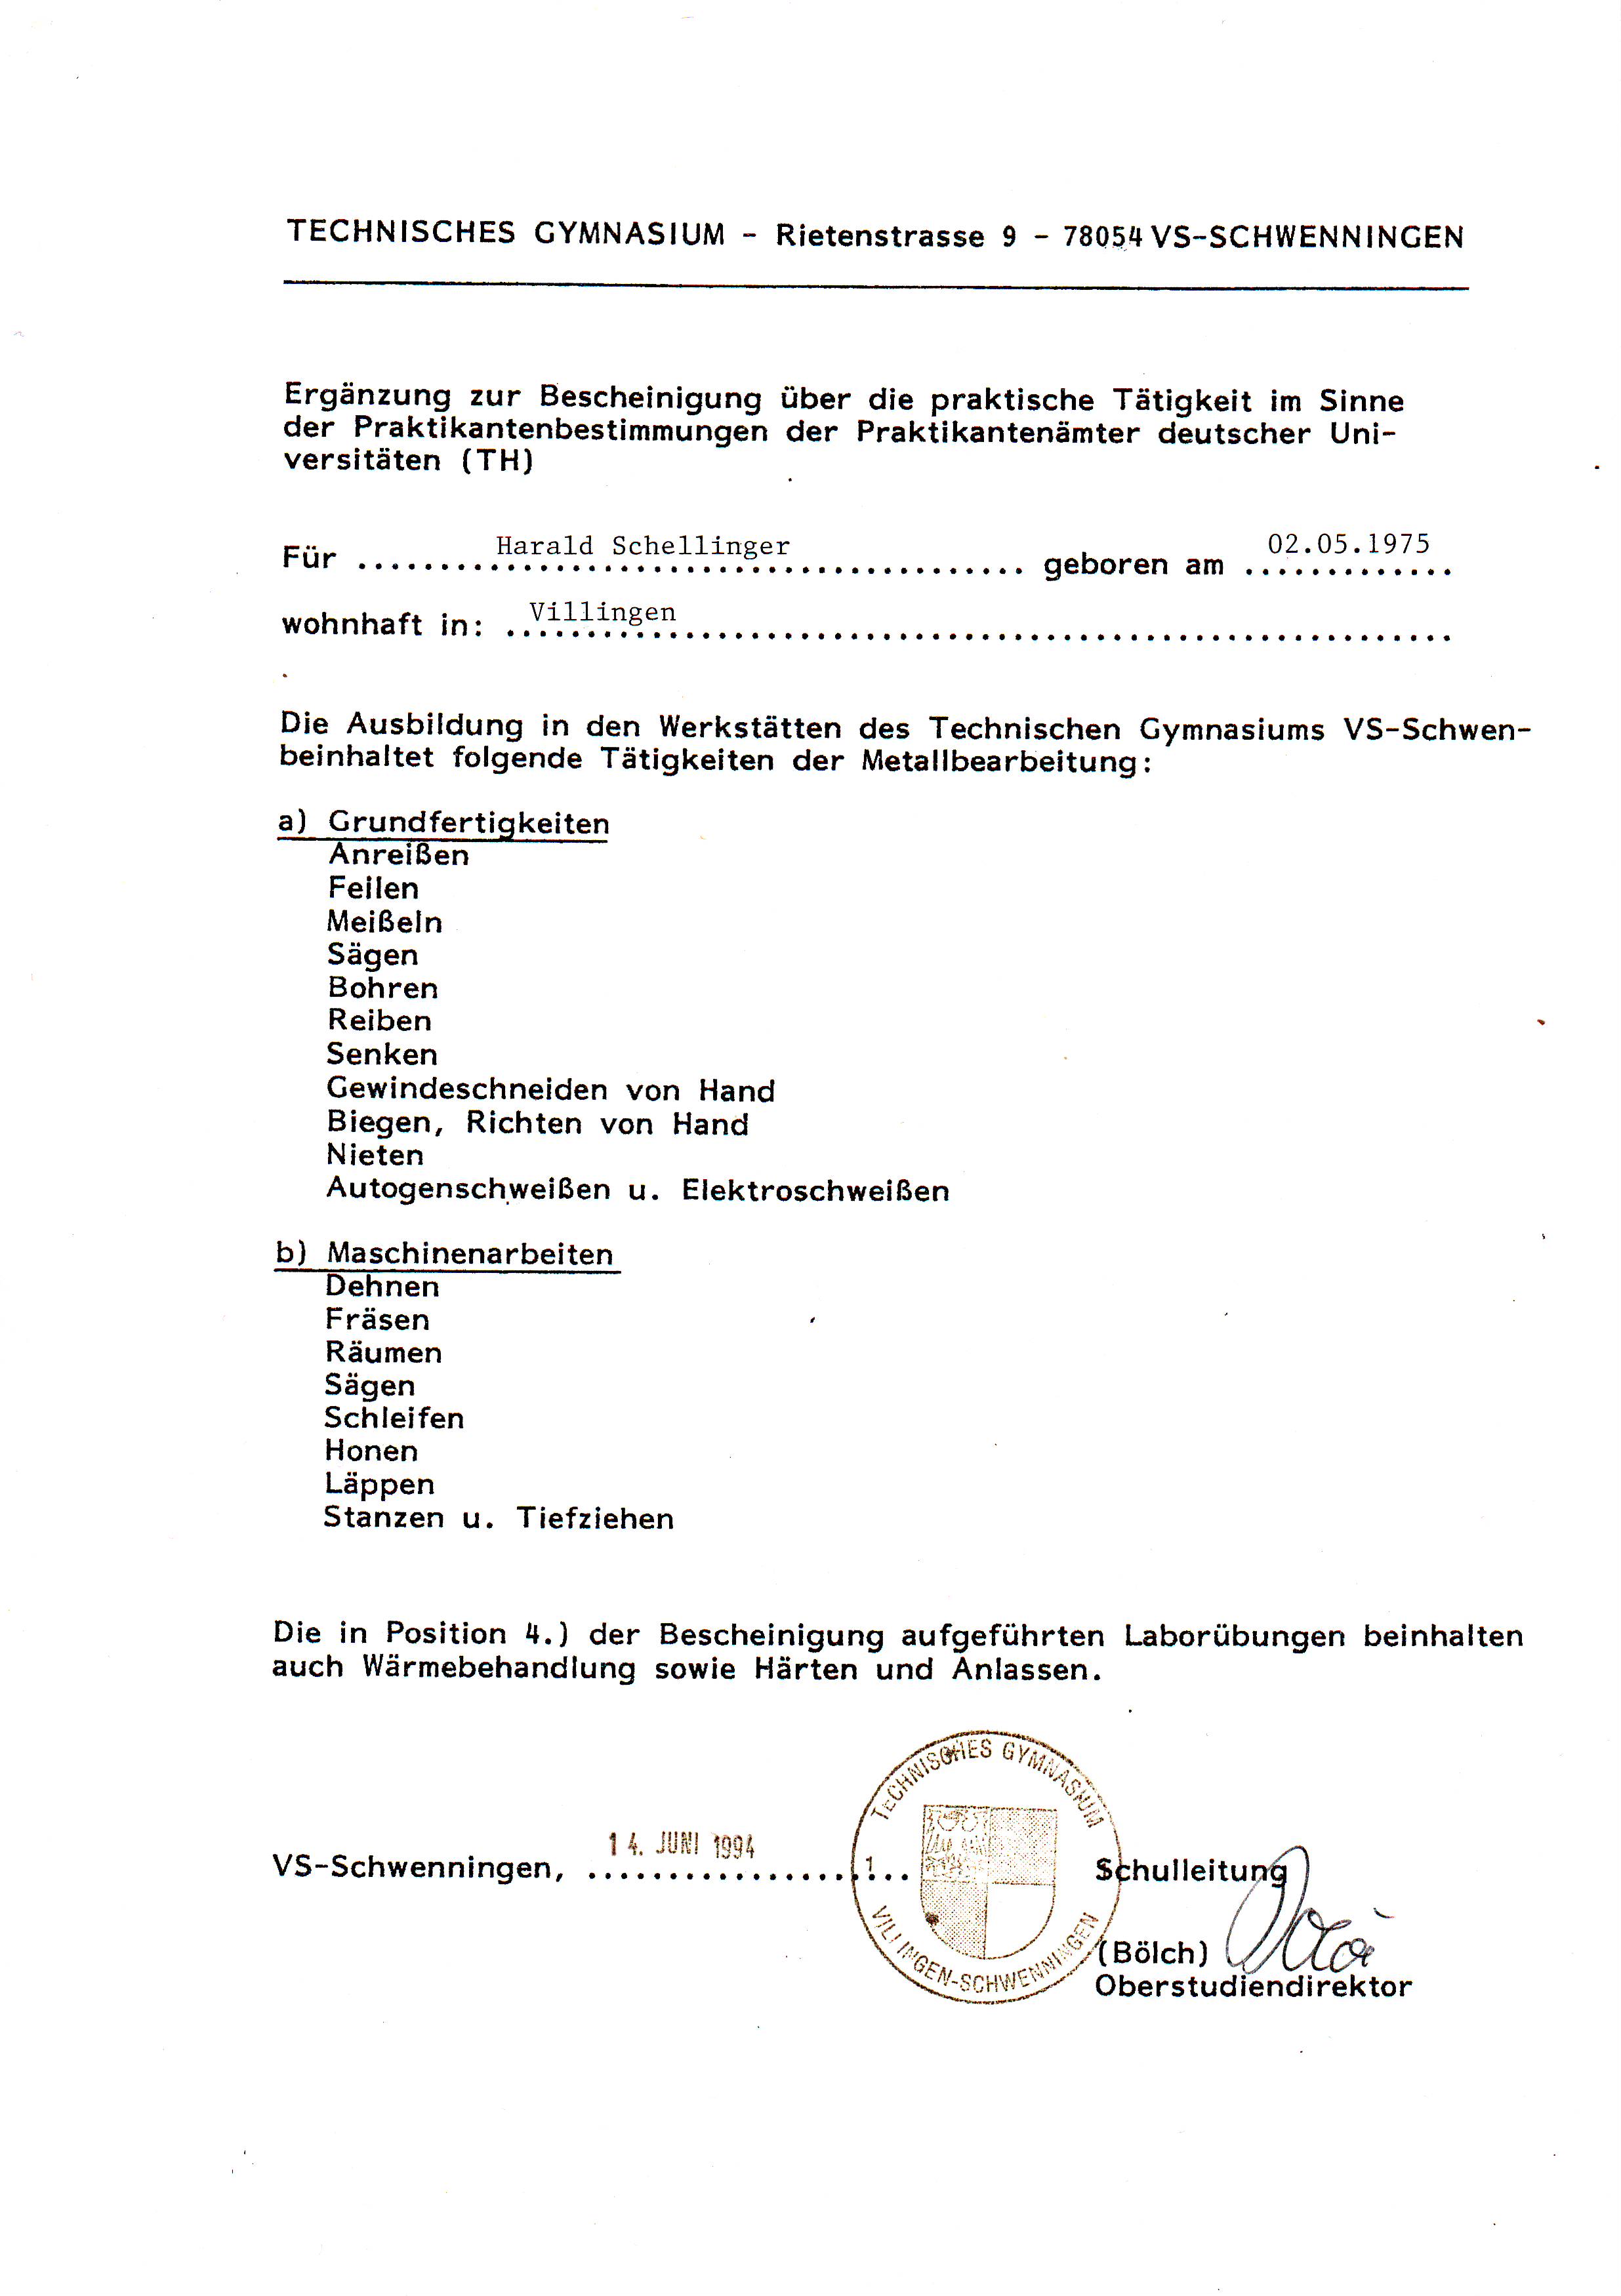 TECHNISCHES GYMNASIUM - Rietenstrasse 9 - 78054 VS-SCHWENNINGEN
Ergänzung zur Bescheinigung über die praktische Tätigkeit im Sinne
der Praktikantenbestimmungen der Praktikantenämter deutscher Uni-
versitäten (TH)
Für Harald Schellinger geboren am 02.05.1975
wohnhaft in: Villingen
Die Ausbildung in den Werkstätten des Technischen Gymnasiums VS-Schwen-
beinhaltet folgende Tätigkeiten der Metallbearbeitung:
a) Grundfertigkeiten
Anreißen
Feilen
Meißeln
Sägen
Bohren
Reiben
Senken
Gewindeschneiden von Hand
Biegen, Richten von Hand
Nieten
Autogenschweißen u. Elektroschweißen
b) Maschinenarbeiten
Dehnen
Fräsen
Räumen
Sägen
Schleifen
Honen
Läppen
Stanzen u. Tiefziehen
Die in Position 4.) der Bescheinigung aufgeführten Laborübungen beinhalten
auch Wärmebehandlung sowie Härten und Anlassen.
TECHNISCHES GYMNASIUM
VS-Schwenningen, 14. JUNI 1994
1
Schulleitung
VILLINGEN-SCHWENNINGEN
(Bölch)
Oberstudiendirektor